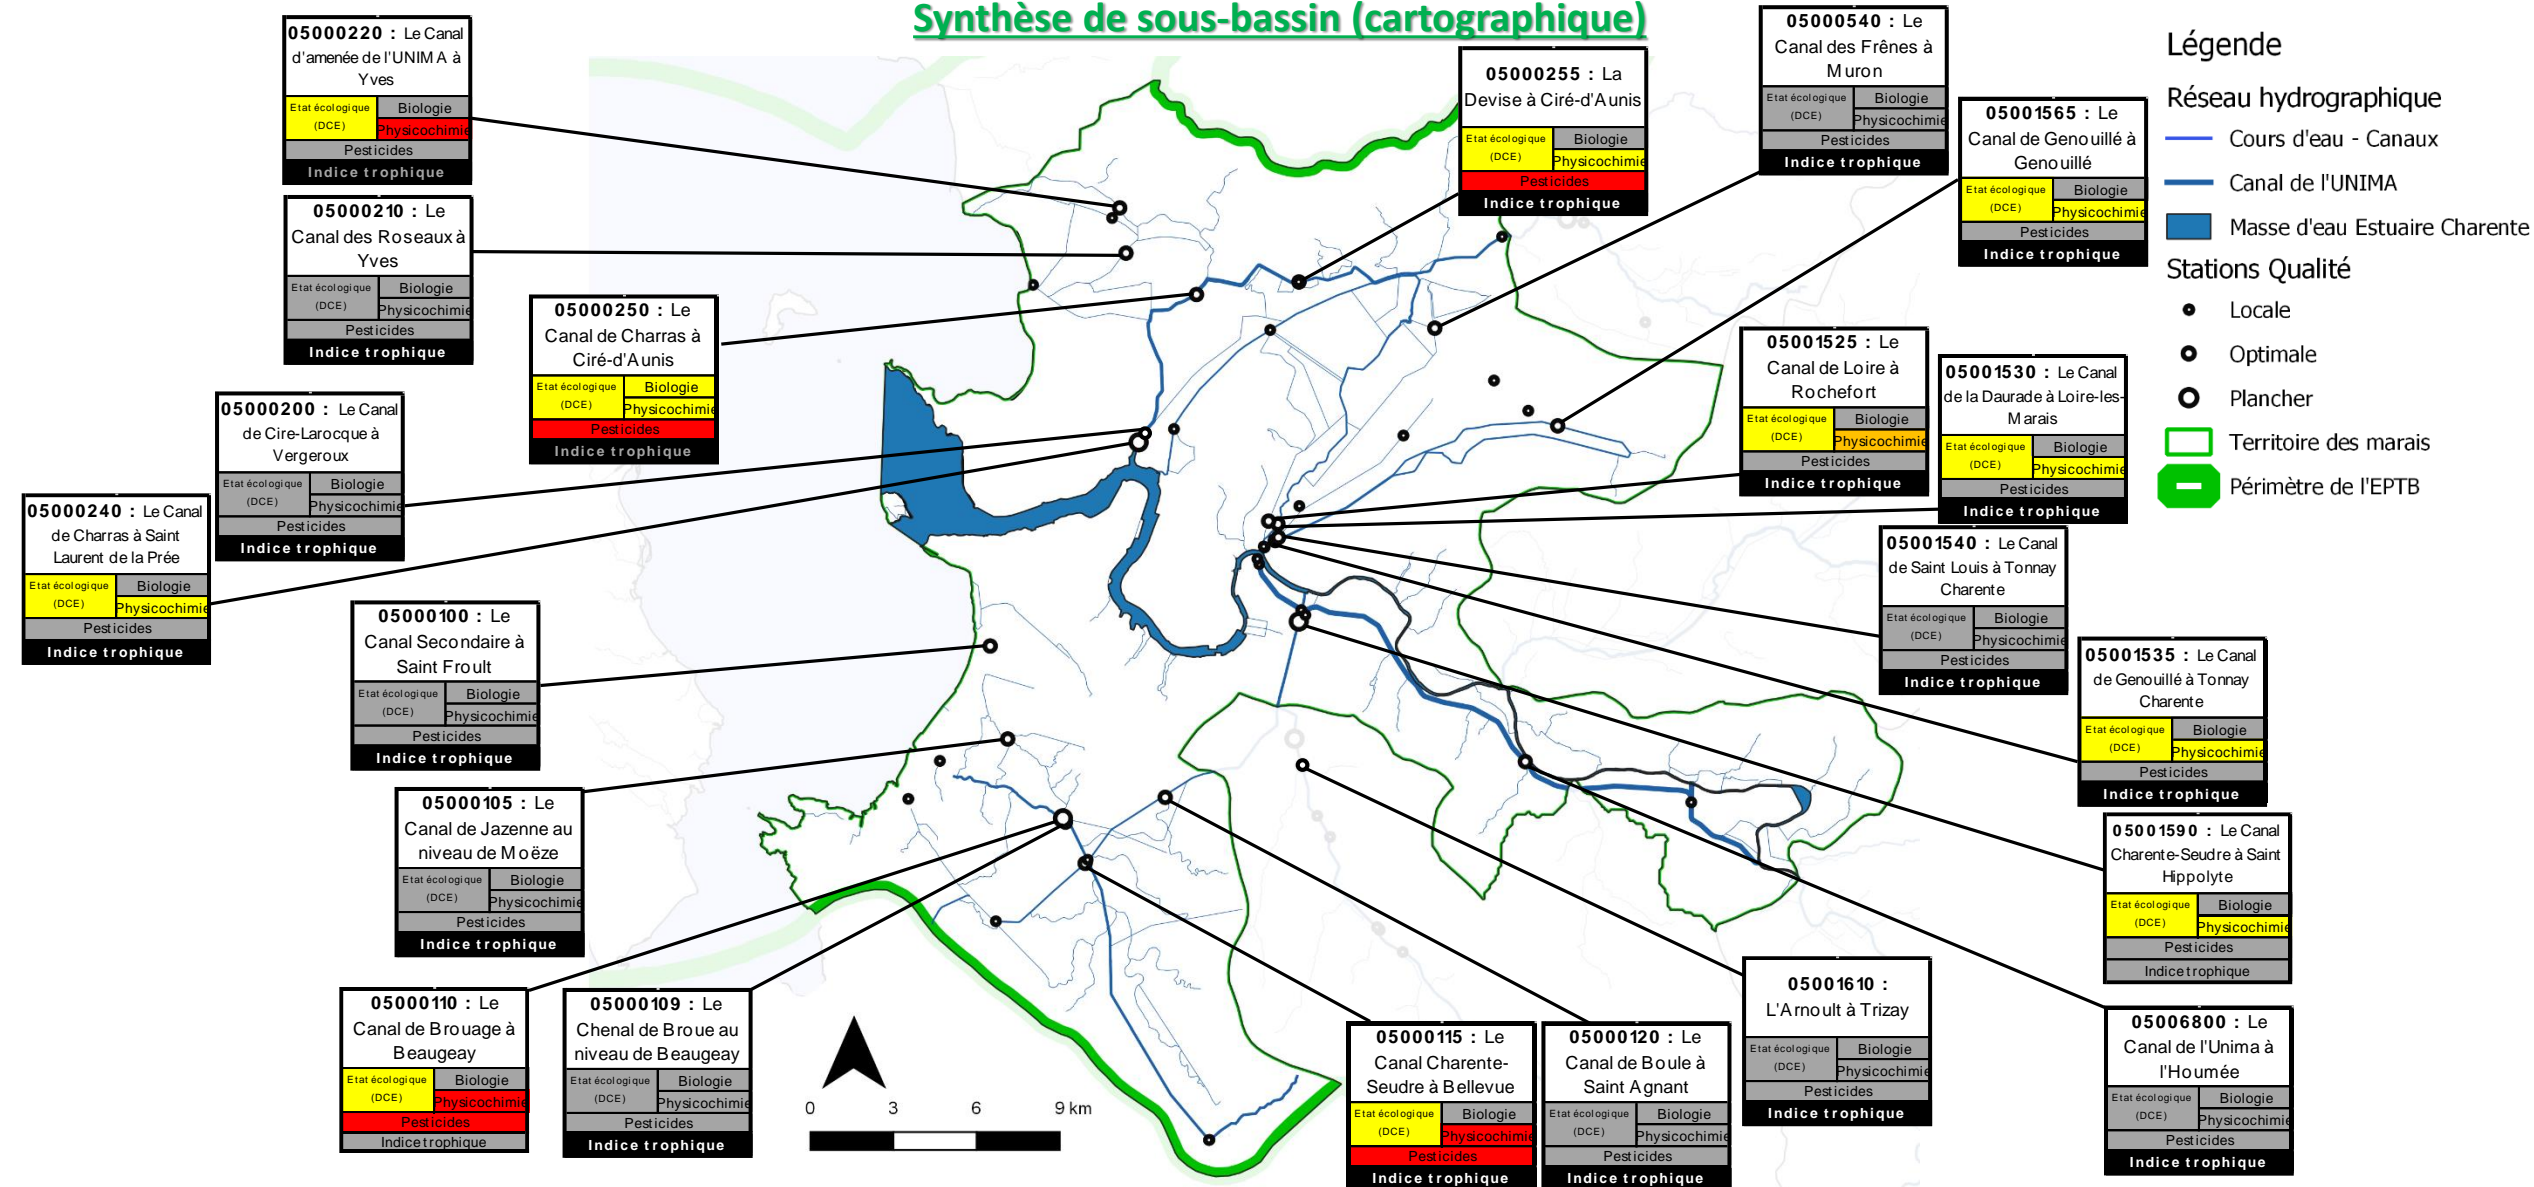 Synthèse de sous-bassin (cartographique)
05000220 : Le Canal
d'amenée de l'UNIMA à
Yves
Etat écologique
(DCE)
Biologie
Physicochimie
Pesticides
Indice trophique
05000210 : Le
Canal des Roseaux à
Yves
Etat écologique
(DCE)
Biologie
Physicochimie
Pesticides
Indice trophique
05000250 : Le
Canal de Charras à
Ciré-d'Aunis
Etat écologique
(DCE)
Biologie
Physicochimie
Pesticides
Indice trophique
05000200 : Le Canal
de Cire-Larocque à
Vergeroux
Etat écologique
(DCE)
Biologie
Physicochimie
Pesticides
Indice trophique
05000240 : Le Canal
de Charras à Saint
Laurent de la Prée
Etat écologique
(DCE)
Biologie
Physicochimie
Pesticides
Indice trophique
05000100 : Le
Canal Secondaire à
Saint Froult
Etat écologique
(DCE)
Biologie
Physicochimie
Pesticides
Indice trophique
05000105 : Le
Canal de Jazenne au
niveau de Moëze
Etat écologique
(DCE)
Biologie
Physicochimie
Pesticides
Indice trophique
05000110 : Le
Canal de Brouage à
Beaugeay
Etat écologique
(DCE)
Biologie
Physicochimie
Pesticides
Indice trophique
05000109 : Le
Chenal de Broue au
niveau de Beaugeay
Etat écologique
(DCE)
Biologie
Physicochimie
Pesticides
Indice trophique
0 3 6 9 km
05000255 : La
Devise à Ciré-d'Aunis
Etat écologique
(DCE)
Biologie
Physicochimie
Pesticides
Indice trophique
05000540 : Le
Canal des Frênes à
Muron
Etat écologique
(DCE)
Biologie
Physicochimie
Pesticides
Indice trophique
05001565 : Le
Canal de Genouillé à
Genouillé
Etat écologique
(DCE)
Biologie
Physicochimie
Pesticides
Indice trophique
05001525 : Le
Canal de Loire à
Rochefort
Etat écologique
(DCE)
Biologie
Physicochimie
Pesticides
Indice trophique
05001530 : Le Canal
de la Daurade à Loire-les-
Marais
Etat écologique
(DCE)
Biologie
Physicochimie
Pesticides
Indice trophique
05001540 : Le Canal
de Saint Louis à Tonnay
Charente
Etat écologique
(DCE)
Biologie
Physicochimie
Pesticides
Indice trophique
05001535 : Le Canal
de Genouillé à Tonnay
Charente
Etat écologique
(DCE)
Biologie
Physicochimie
Pesticides
Indice trophique
05001590 : Le Canal
Charente-Seudre à Saint
Hippolyte
Etat écologique
(DCE)
Biologie
Physicochimie
Pesticides
Indice trophique
05006800 : Le
Canal de l'Unima à
l'Houmée
Etat écologique
(DCE)
Biologie
Physicochimie
Pesticides
Indice trophique
05001610 :
L'Arnoult à Trizay
Etat écologique
(DCE)
Biologie
Physicochimie
Pesticides
Indice trophique
05000115 : Le
Canal Charente-
Seudre à Bellevue
Etat écologique
(DCE)
Biologie
Physicochimie
Pesticides
Indice trophique
05000120 : Le
Canal de Boule à
Saint Agnant
Etat écologique
(DCE)
Biologie
Physicochimie
Pesticides
Indice trophique
Légende
Réseau hydrographique
Cours d'eau - Canaux
Canal de l'UNIMA
Masse d'eau Estuaire Charente
Stations Qualité
Locale
Optimale
Plancher
Territoire des marais
Périmètre de l'EPTB